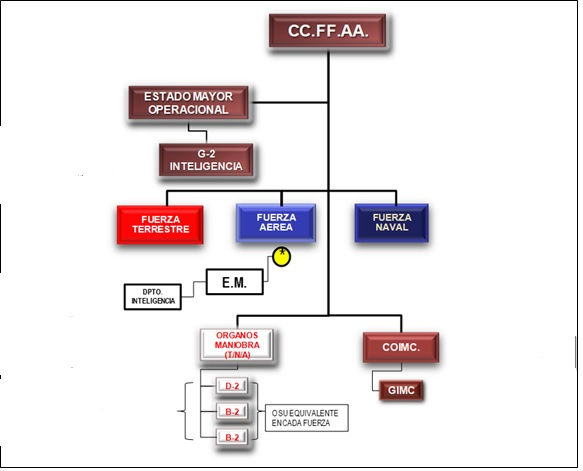 CC.FF.AA.
ESTADO MAYOR
OPERACIONAL
G-2
INTELIGENCIA
FUERZA
TERRESTRE
FUERZA
AEREA
FUERZA
NAVAL
*
E.M.
DPTO.
INTELIGENCIA
ORGANOS
MANIOBRA
(T/N/A)
COIMC.
GIMC
D-2
B-2
B-2
O SU EQUIVALENTE
EN CADA FUERZA